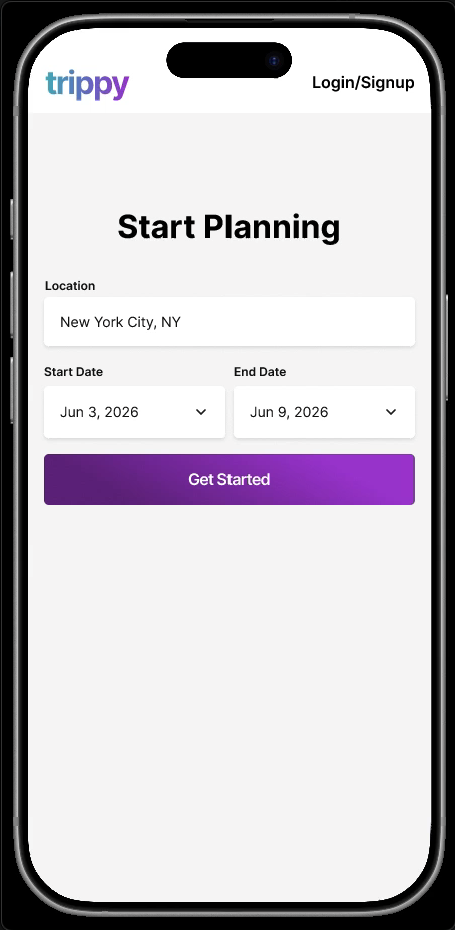 trippy
Login/Signup
Start Planning
Location
New York City, NY
Start Date
End Date
Jun 3, 2026
Jun 9, 2026
Get Started